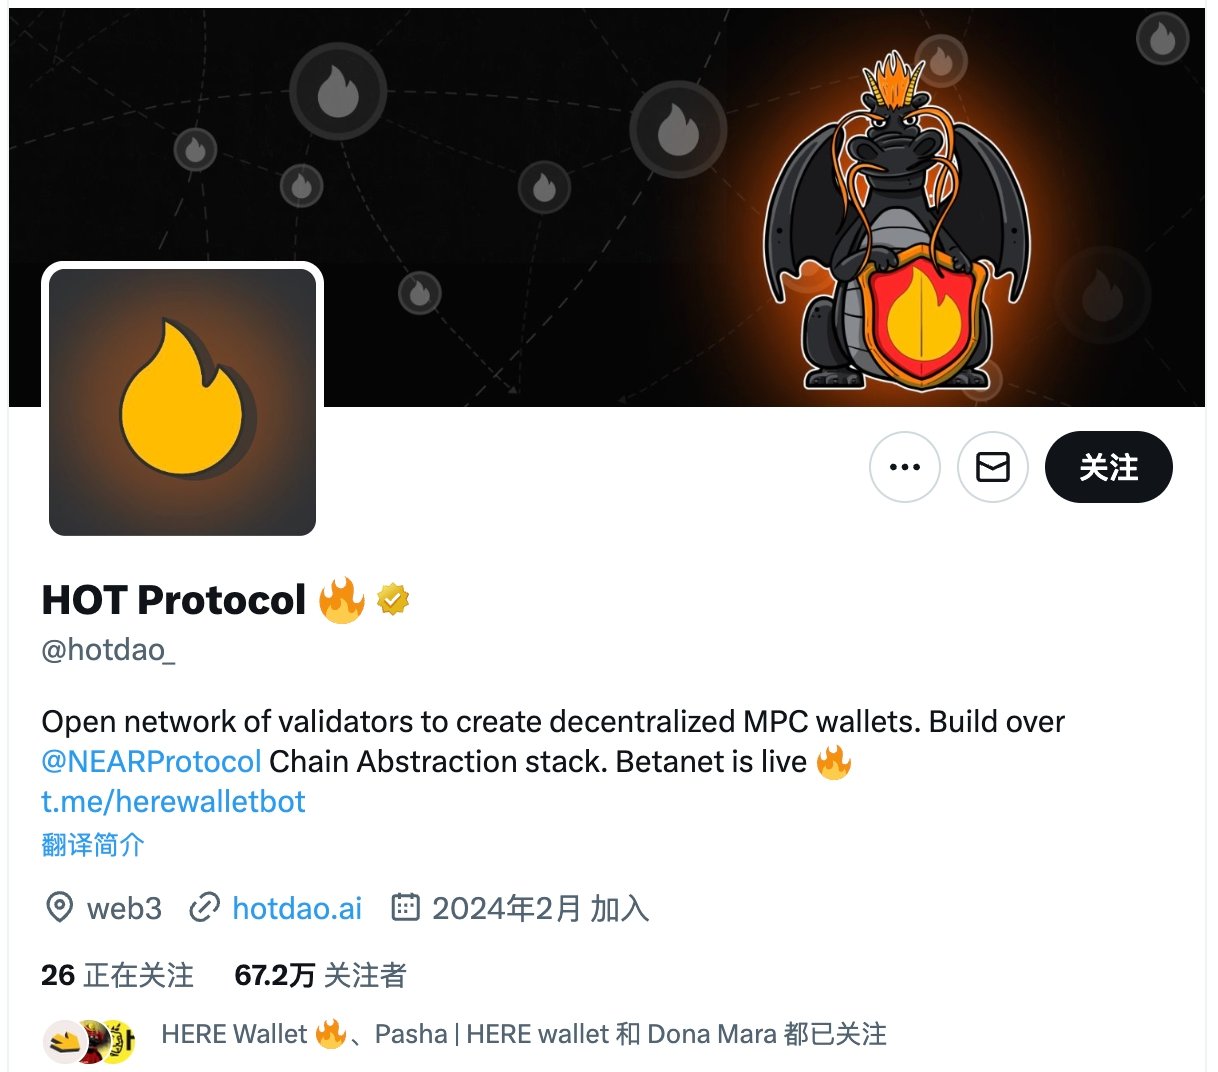 关注
HOT Protocol 🔥
@hotdao_
Open network of validators to create decentralized MPC wallets. Build over
@NEARProtocol Chain Abstraction stack. Betanet is live 🔥
t.me/herewalletbot
翻译简介
web3 hotdao.ai 2024年2月 加入
26 正在关注 67.2万 关注者
HERE Wallet 🔥、Pasha | HERE wallet 和 Dona Mara 都已关注